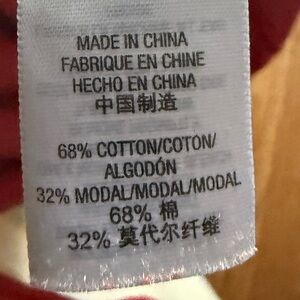 MADE IN CHINA
FABRIQUE EN CHINE
HECHO EN CHINA
中国制造
68% COTTON/COTON/
ALGODÓN
32% MODAL/MODAL/MODAL
68% 棉
32% 莫代尔纤维